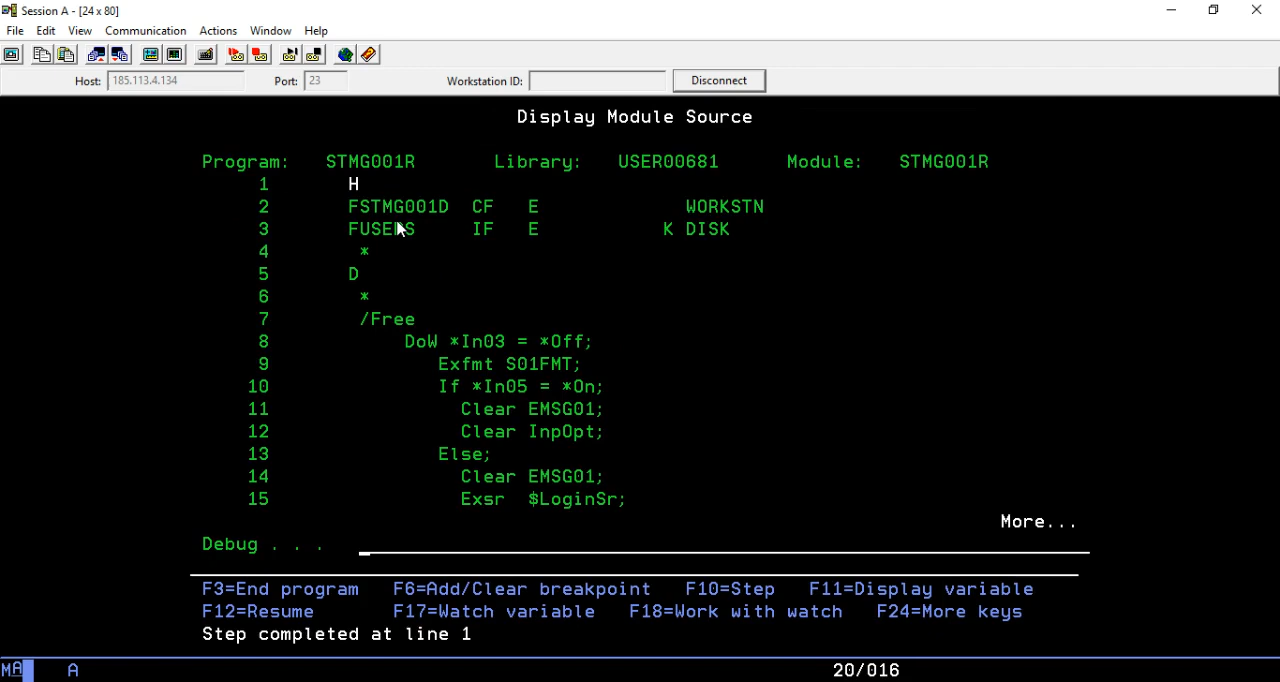 Session A - [24 x 80]
File Edit View Communication Actions Window Help
Host: 185.113.4.134 Port: 23 Workstation ID: Disconnect
Display Module Source
Program: STMG001R Library: USER00681 Module: STMG001R
1 H
2 FSTMG001D CF E WORKSTN
3 IF E K DISK
4 *
5 D
6 *
7 /Free
8 DoW *In03 = *Off;
9 Exfmt S01FMT;
10 If *In05 = *On;
11 Clear EMSG01;
12 Clear InpOpt;
13 Else;
14 Clear EMSG01;
15 Exsr $LoginSr;
More...
Debug . . .
F3=End program F6=Add/Clear breakpoint F10=Step F11=Display variable
F12=Resume F17=Watch variable F18=Work with watch F24=More keys
Step completed at line 1
MA A 20/016